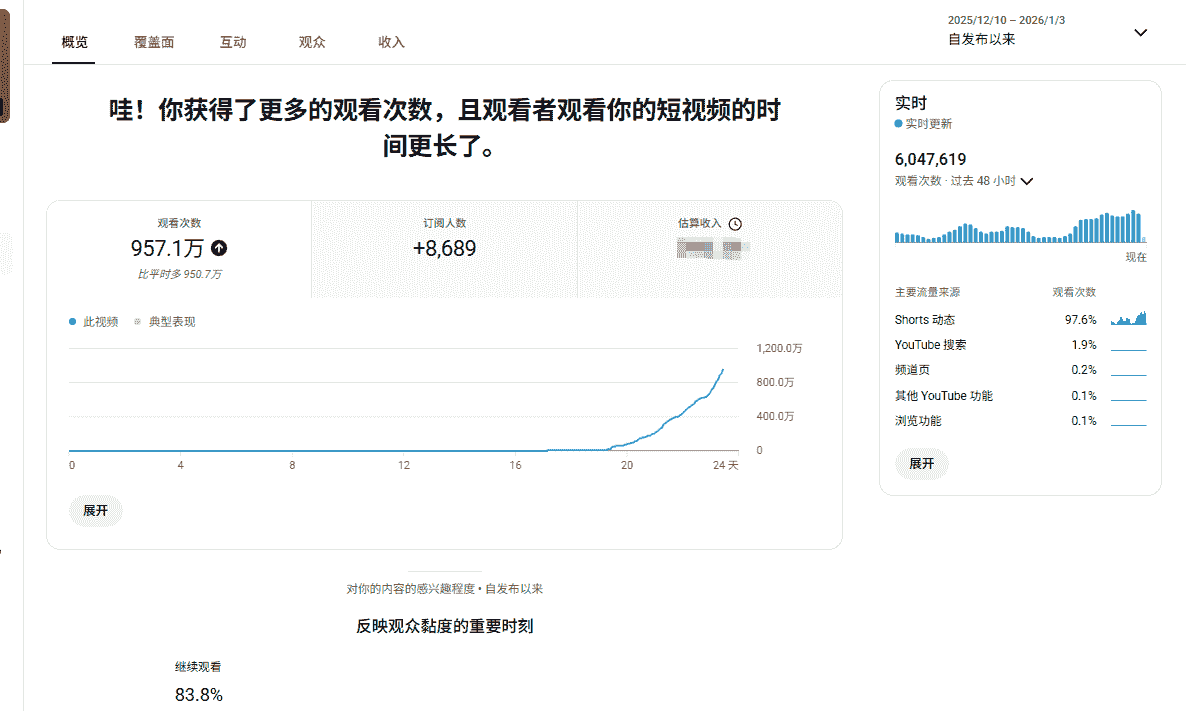 概览 覆盖面 互动 观众 收入
2025/12/10 – 2026/1/3
自发布以来
哇！你获得了更多的观看次数，且观看者观看你的短视频的时
间更长了。
观看次数
957.1万
比平时多 950.7万
订阅人数
+8,689
估算收入
此视频 典型表现
1,200.0万
800.0万
400.0万
0
0 4 8 12 16 20 24 天
展开
对你的内容的感兴趣程度 • 自发布以来
反映观众黏度的重要时刻
继续观看
83.8%
实时
实时更新
6,047,619
观看次数 · 过去 48 小时
现在
主要流量来源 观看次数
Shorts 动态 97.6%
YouTube 搜索 1.9%
频道页 0.2%
其他 YouTube 功能 0.1%
浏览功能 0.1%
展开